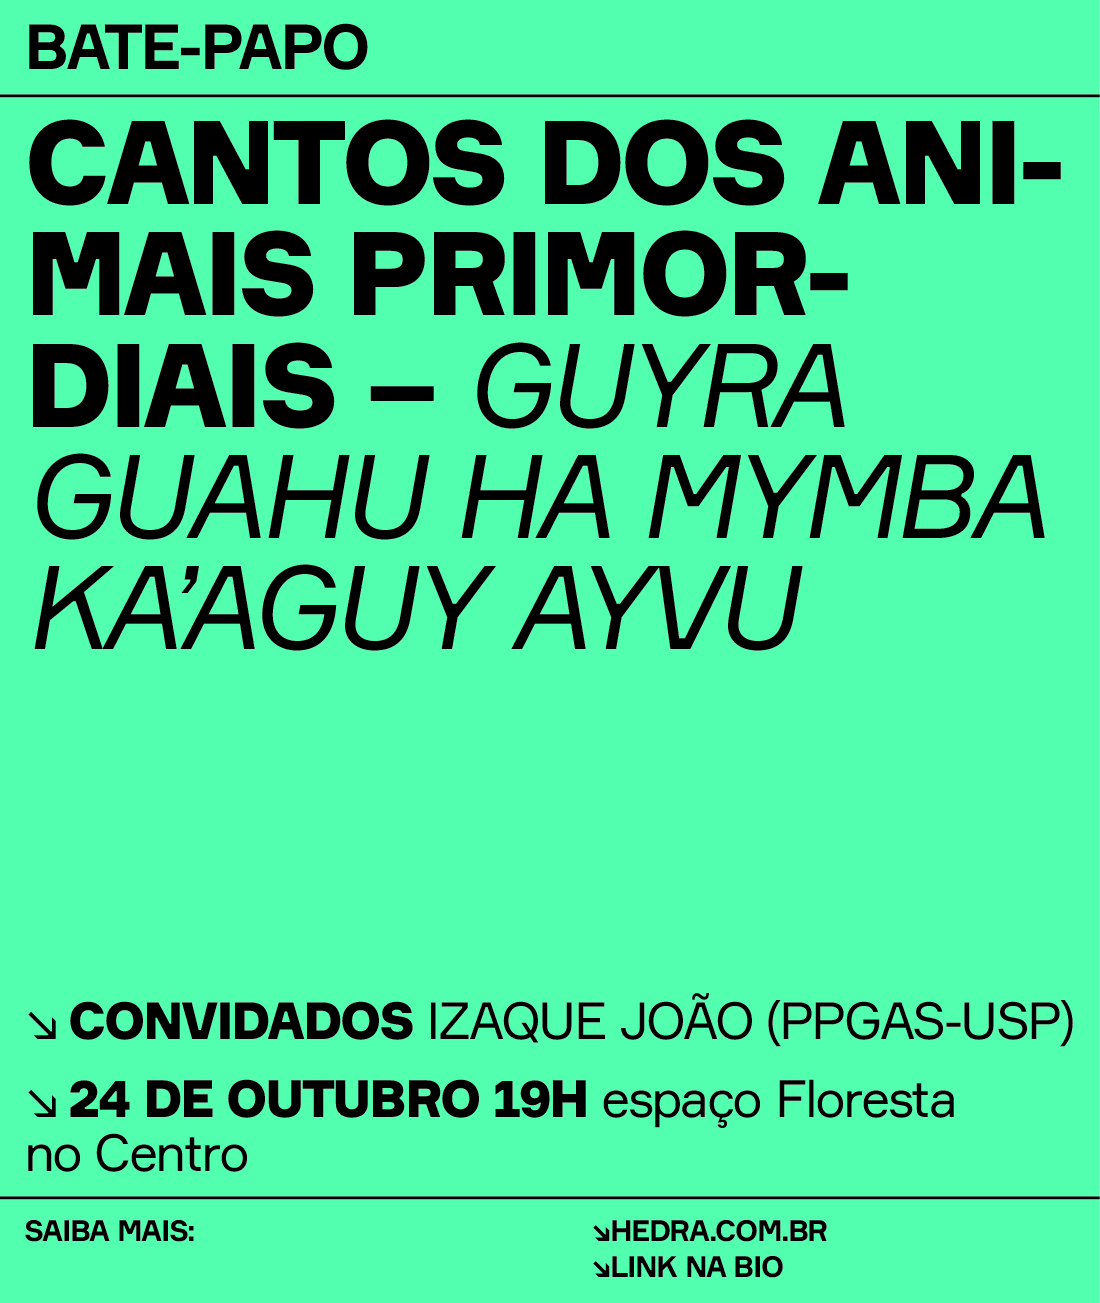 BATE-PAPO
CANTOS DOS ANI-
MAIS PRIMOR-
DIAIS – GUYRA
GUAHU HA MYMBA
KA’AGUY AYVU
↘ CONVIDADOS IZAQUE JOÃO (PPGAS-USP)
↘ 24 DE OUTUBRO 19H espaço Floresta
no Centro
SAIBA MAIS:
↘HEDRA.COM.BR
↘LINK NA BIO